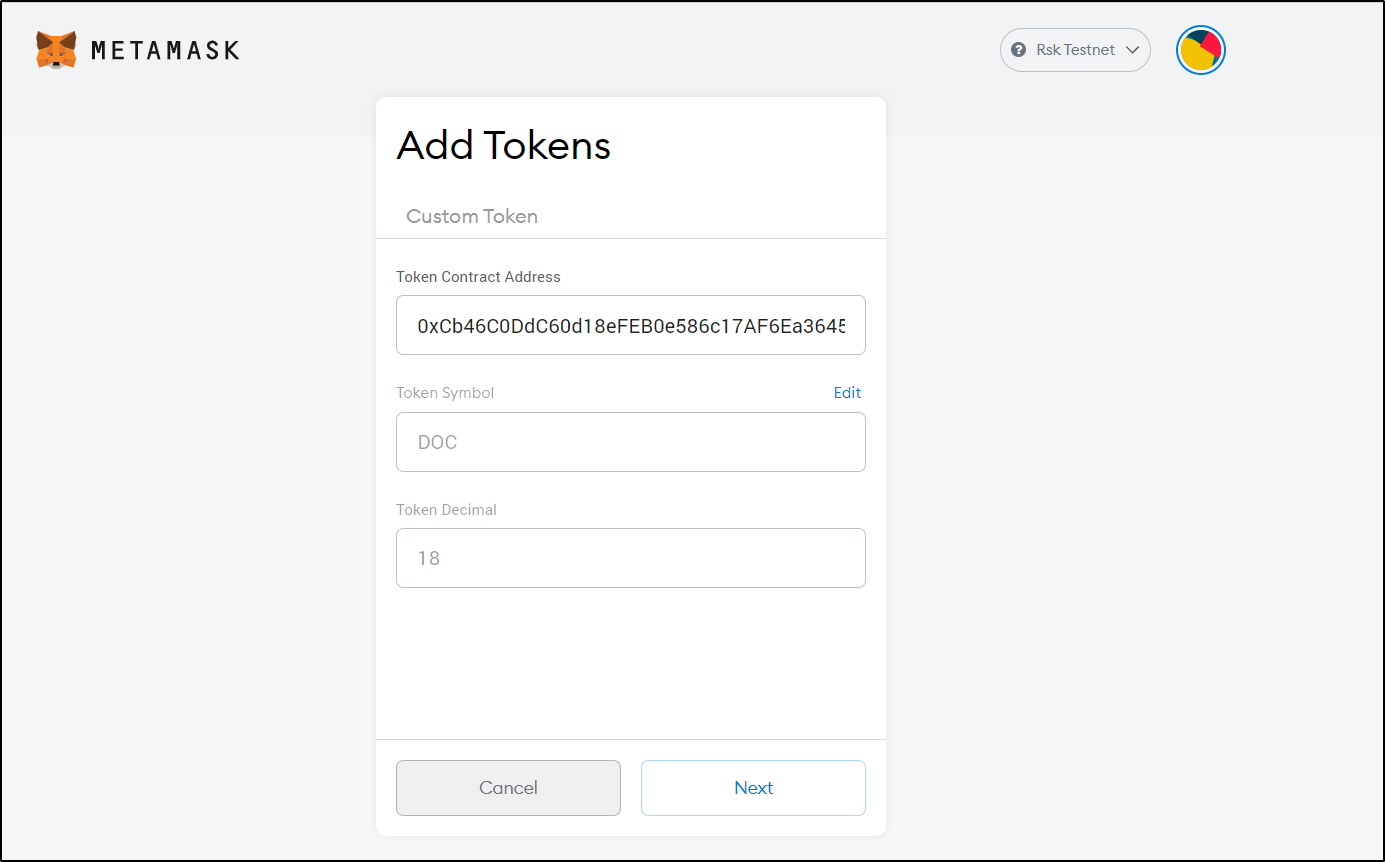 METAMASK
Rsk Testnet
Add Tokens
Custom Token
Token Contract Address
0xCb46C0DdC60d18eFEB0e586c17AF6Ea3645
Token Symbol
Edit
DOC
Token Decimal
18
Cancel
Next